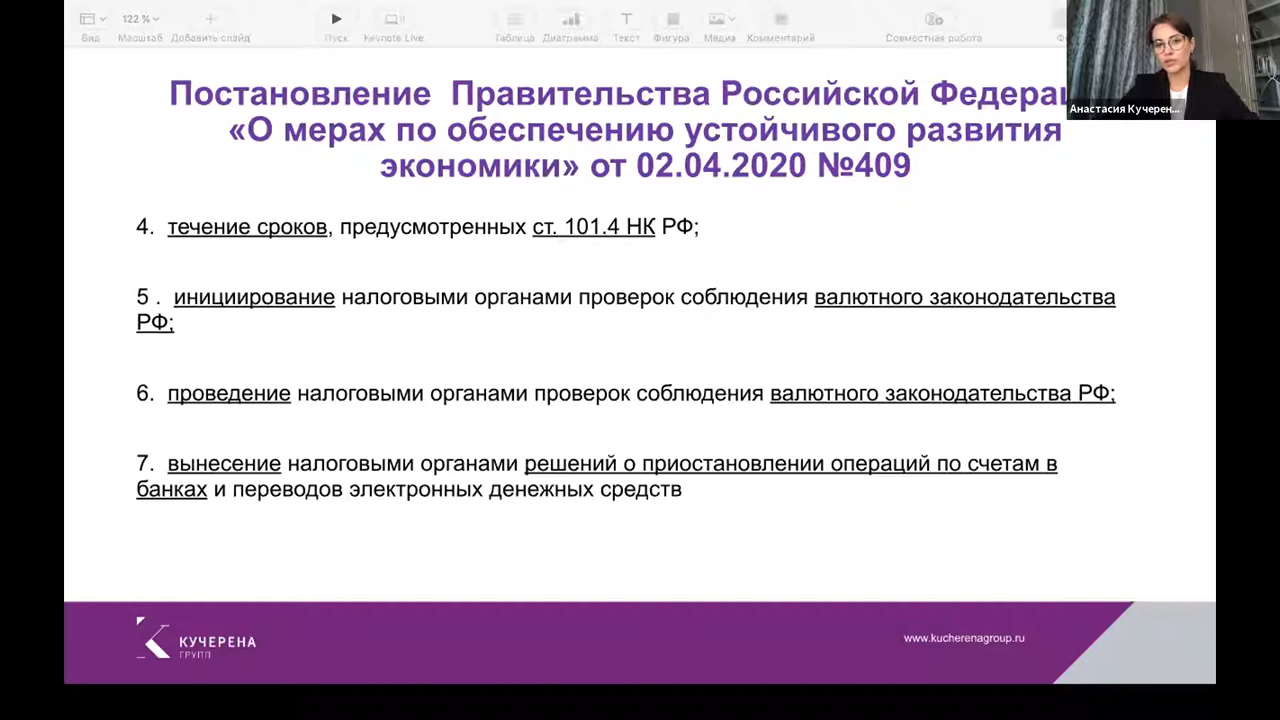 122 %
Вид
Масштаб
Добавить слайд
Пуск
Keynote Live
Таблица
Диаграмма
Текст
Фигура
Медиа
Комментарий
Совместная работа
Анастасия Кучерен...
Постановление Правительства Российской Федера
«О мерах по обеспечению устойчивого развития
экономики» от 02.04.2020 №409
4. течение сроков, предусмотренных ст. 101.4 НК РФ;
5 . инициирование налоговыми органами проверок соблюдения валютного законодательства
РФ;
6. проведение налоговыми органами проверок соблюдения валютного законодательства РФ;
7. вынесение налоговыми органами решений о приостановлении операций по счетам в
банках и переводов электронных денежных средств
КУЧЕРЕНА
ГРУПП
www.kucherenagroup.ru